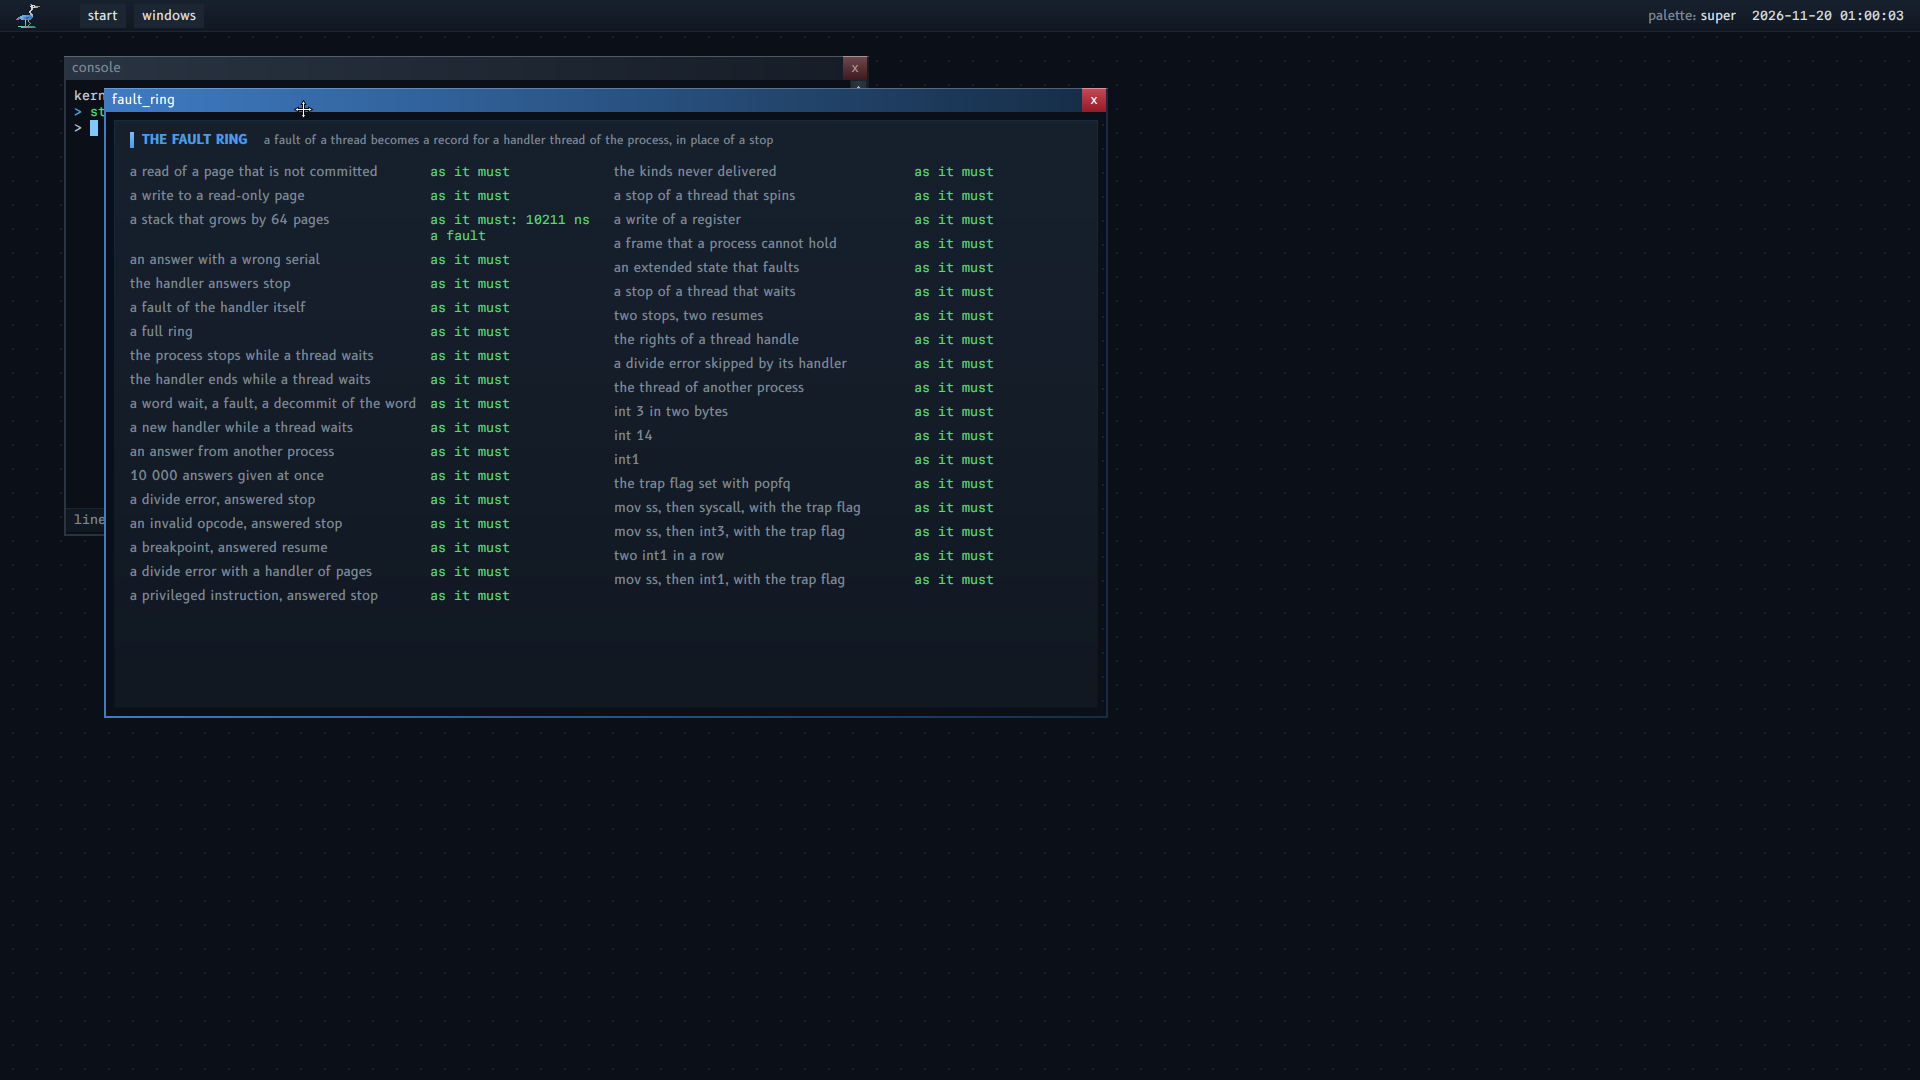 start windows palette: super 2026-11-20 01:00:03
console x
kern
> st
>
line
fault_ring x
THE FAULT RING a fault of a thread becomes a record for a handler thread of the process, in place of a stop
a read of a page that is not committed as it must
a write to a read-only page as it must
a stack that grows by 64 pages as it must: 10211 ns
a fault
an answer with a wrong serial as it must
the handler answers stop as it must
a fault of the handler itself as it must
a full ring as it must
the process stops while a thread waits as it must
the handler ends while a thread waits as it must
a word wait, a fault, a decommit of the word as it must
a new handler while a thread waits as it must
an answer from another process as it must
10 000 answers given at once as it must
a divide error, answered stop as it must
an invalid opcode, answered stop as it must
a breakpoint, answered resume as it must
a divide error with a handler of pages as it must
a privileged instruction, answered stop as it must
the kinds never delivered as it must
a stop of a thread that spins as it must
a write of a register as it must
a frame that a process cannot hold as it must
an extended state that faults as it must
a stop of a thread that waits as it must
two stops, two resumes as it must
the rights of a thread handle as it must
a divide error skipped by its handler as it must
the thread of another process as it must
int 3 in two bytes as it must
int 14 as it must
int1 as it must
the trap flag set with popfq as it must
mov ss, then syscall, with the trap flag as it must
mov ss, then int3, with the trap flag as it must
two int1 in a row as it must
mov ss, then int1, with the trap flag as it must